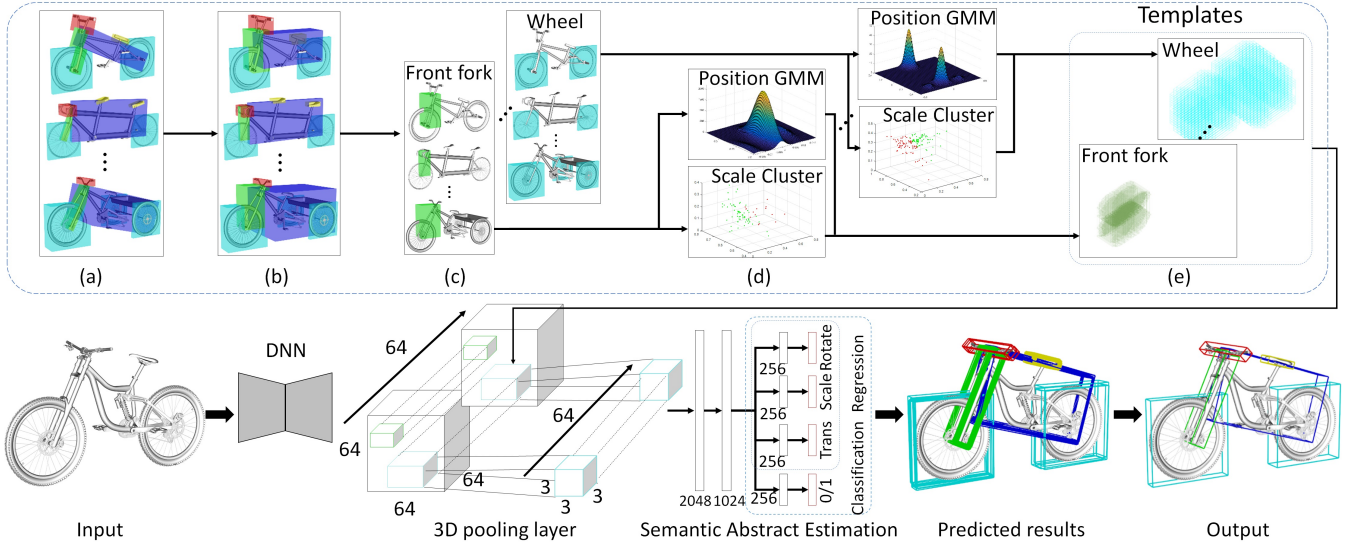 Templates
Wheel
Position GMM
Wheel
Front fork
Position GMM
Scale Cluster
Scale Cluster
Front fork
(a)
(b)
(c)
(d)
(e)
DNN
64
64
64
64
64
3
3
3
2048
1024
256
256
256
256
Rotate
Scale
Trans
0/1
Regression
Classification
Input
3D pooling layer
Semantic Abstract Estimation
Predicted results
Output